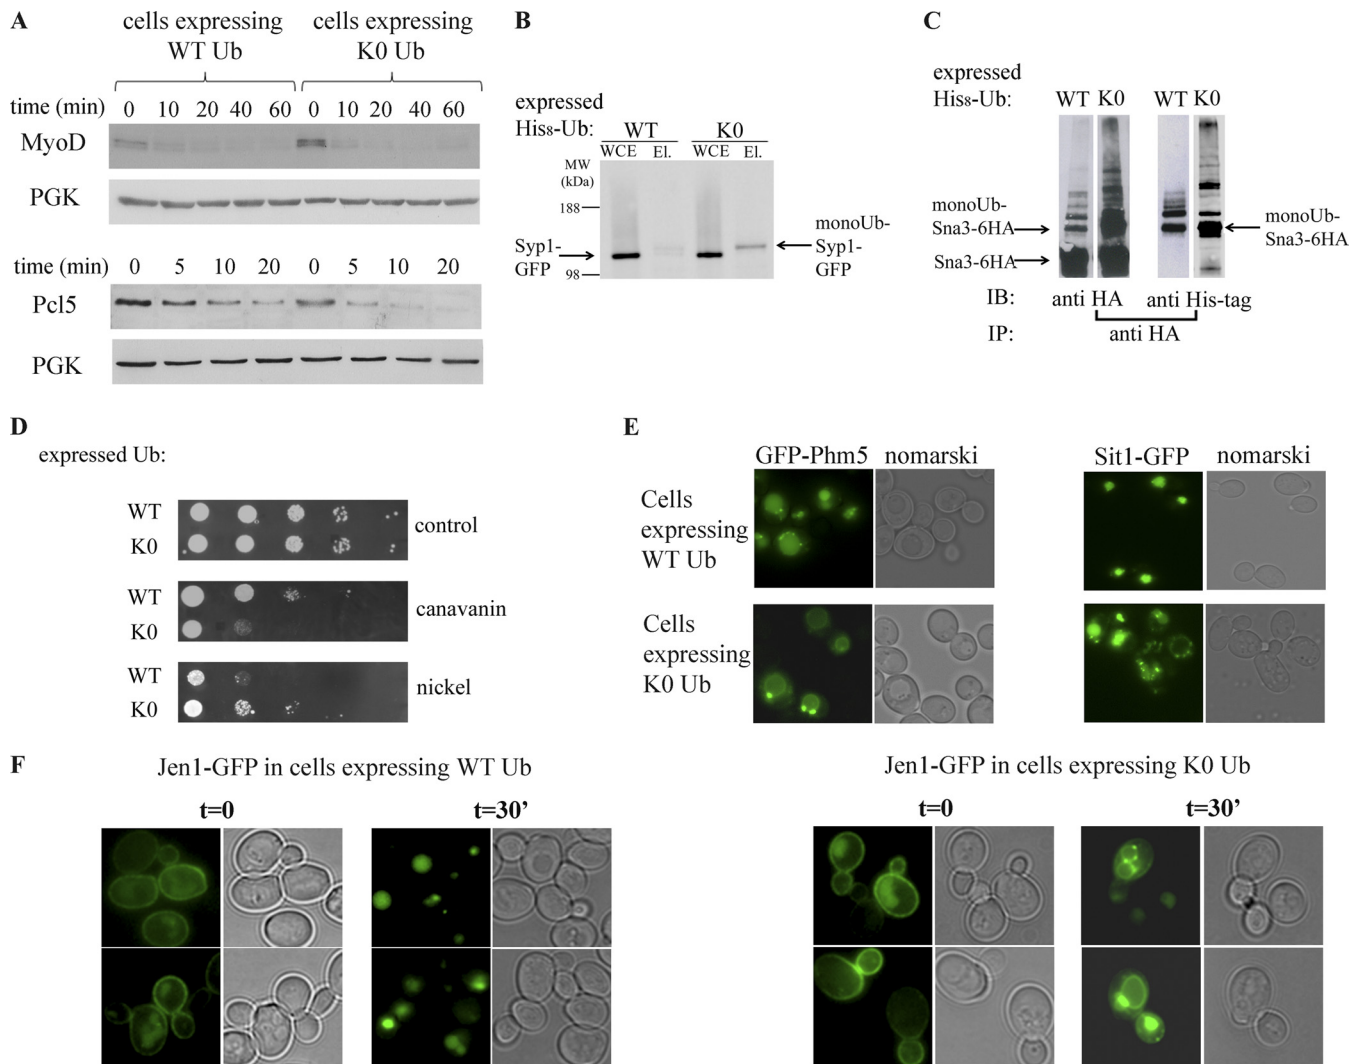 A
cells expressing WT Ub
cells expressing K0 Ub
time (min) 0 10 20 40 60 0 10 20 40 60
MyoD
PGK
time (min) 0 5 10 20 0 5 10 20
Pcl5
PGK
B
expressed His8-Ub: WT K0
WCE El. WCE El.
MW (kDa)
188
98
Syp1-GFP
monoUb-Syp1-GFP
C
expressed His8-Ub: WT K0 WT K0
monoUb-Sna3-6HA
Sna3-6HA
monoUb-Sna3-6HA
IB: anti HA anti His-tag
IP: anti HA
D
expressed Ub:
WT
K0
control
WT
K0
canavanin
WT
K0
nickel
E
GFP-Phm5 nomarski Sit1-GFP nomarski
Cells expressing WT Ub
Cells expressing K0 Ub
F
Jen1-GFP in cells expressing WT Ub
t=0 t=30’
Jen1-GFP in cells expressing K0 Ub
t=0 t=30’